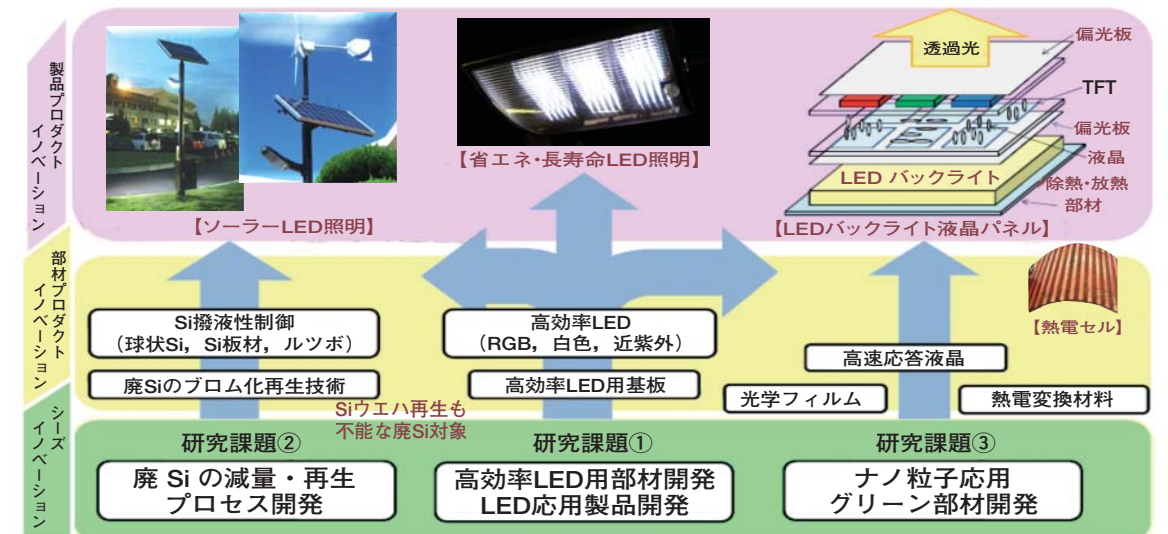 製品プロダクト
イノベーション
透過光
偏光板
TFT
偏光板
液晶
LED バックライト
除熱・放熱
部材
【ソーラーLED照明】
【省エネ・長寿命LED照明】
【LEDバックライト液晶パネル】
部材プロダクト
イノベーション
【熱電セル】
Si撥液性制御
（球状Si，Si板材，ルツボ）
廃Siのブロム化再生技術
高効率LED
（RGB，白色，近紫外）
高効率LED用基板
高速応答液晶
光学フィルム
熱電変換材料
Siウエハ再生も
不能な廃Si対象
シーズ
イノベーション
研究課題②
廃 Si の減量・再生
プロセス開発
研究課題①
高効率LED用部材開発
LED応用製品開発
研究課題③
ナノ粒子応用
グリーン部材開発